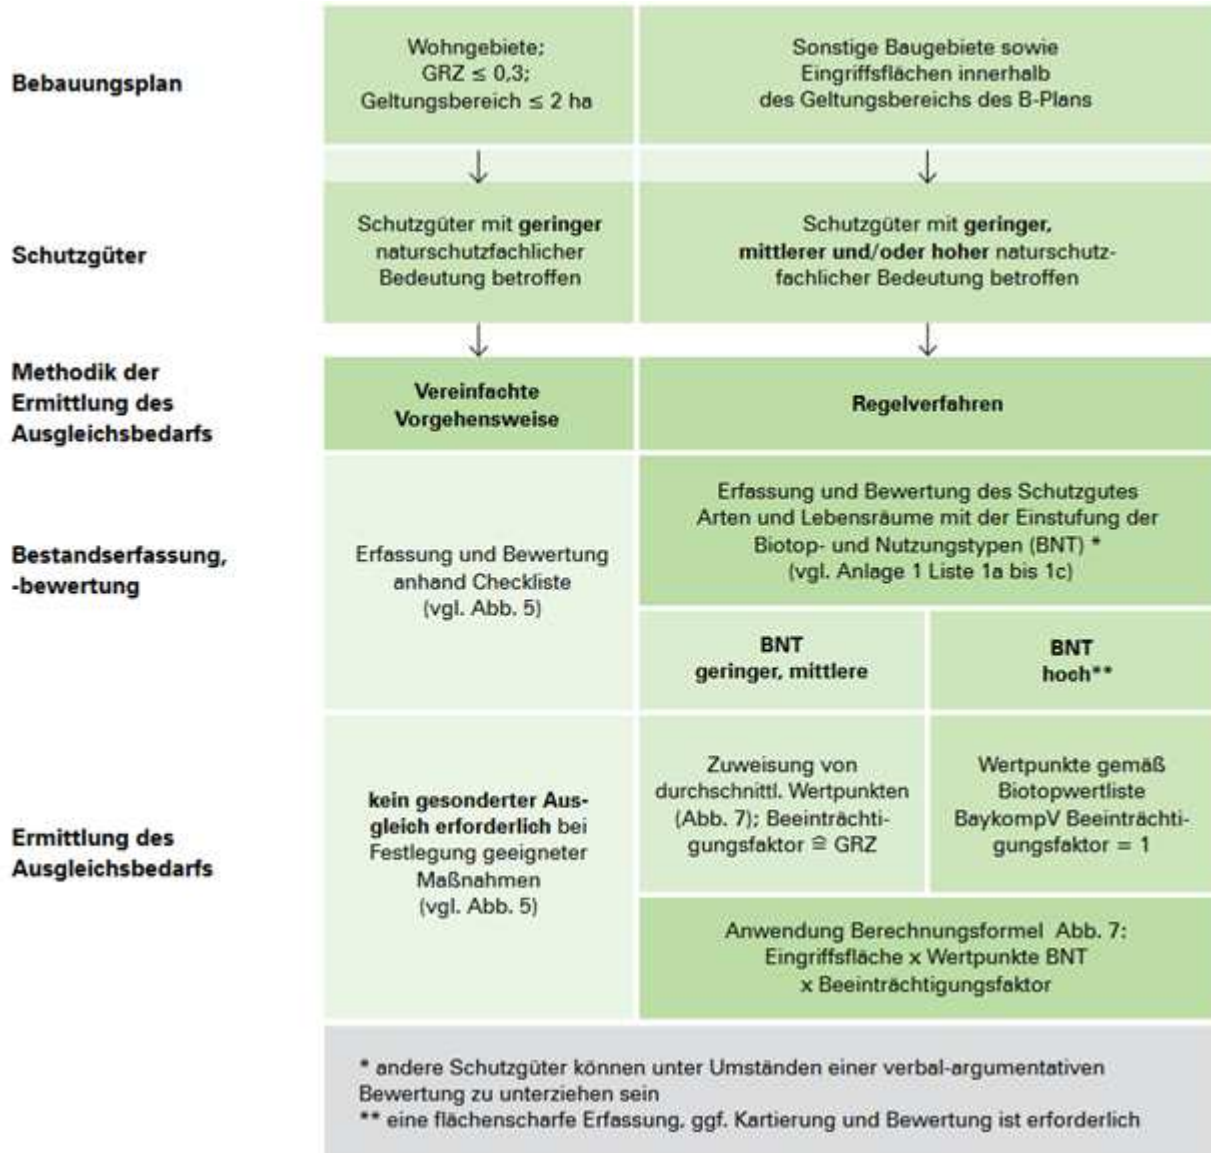 Bebauungsplan
Wohngebiete;
GRZ ≤ 0,3;
Geltungsbereich ≤ 2 ha
Sonstige Baugebiete sowie
Eingriffsflächen innerhalb
des Geltungsbereichs des B-Plans
Schutzgüter
Schutzgüter mit geringer
naturschutzfachlicher
Bedeutung betroffen
Schutzgüter mit geringer,
mittlerer und/oder hoher naturschutz-
fachlicher Bedeutung betroffen
Methodik der
Ermittlung des
Ausgleichsbedarfs
Vereinfachte
Vorgehensweise
Regelverfahren
Bestandserfassung,
-bewertung
Erfassung und Bewertung
anhand Checkliste
(vgl. Abb. 5)
Erfassung und Bewertung des Schutzgutes
Arten und Lebensräume mit der Einstufung der
Biotop- und Nutzungstypen (BNT) *
(vgl. Anlage 1 Liste 1a bis 1c)
BNT
geringer, mittlere
BNT
hoch**
Ermittlung des
Ausgleichsbedarfs
kein gesonderter Aus-
gleich erforderlich bei
Festlegung geeigneter
Maßnahmen
(vgl. Abb. 5)
Zuweisung von
durchschnittl. Wertpunkten
(Abb. 7); Beeinträchti-
gungsfaktor ≙ GRZ
Wertpunkte gemäß
Biotopwertliste
BaykompV Beeinträchti-
gungsfaktor = 1
Anwendung Berechnungsformel Abb. 7:
Eingriffsfläche x Wertpunkte BNT
x Beeinträchtigungsfaktor
* andere Schutzgüter können unter Umständen einer verbal-argumentativen
Bewertung zu unterziehen sein
** eine flächenscharfe Erfassung, ggf. Kartierung und Bewertung ist erforderlich